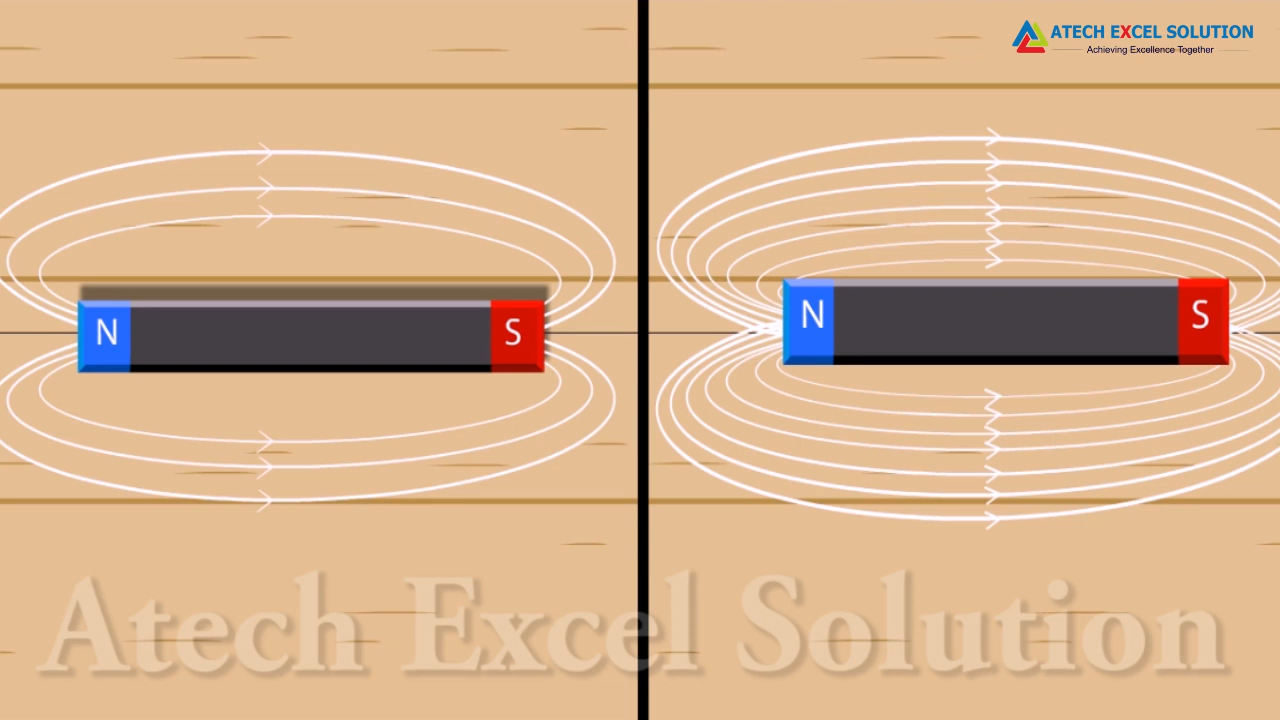 ATECH EXCEL SOLUTION
Achieving Excellence Together
N S
N S
Atech Excel Solution